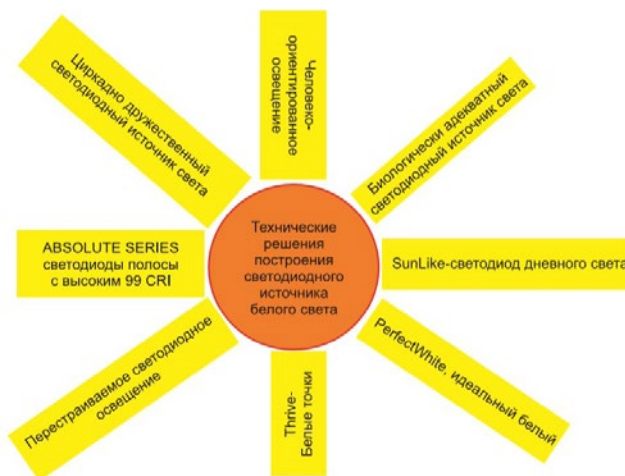 Циркадно дружественный
светодиодный источник света
Человеко-
ориентированное
освещение
Биологически адекватный
светодиодный источник света
ABSOLUTE SERIES
светодиоды полосы
с высоким 99 CRI
Технические
решения
построения
светодиодного
источника
белого света
SunLike-светодиод дневного света
Перестраиваемое светодиодное
освещение
Thrive-
Белые точки
PerfectWhite, идеальный белый